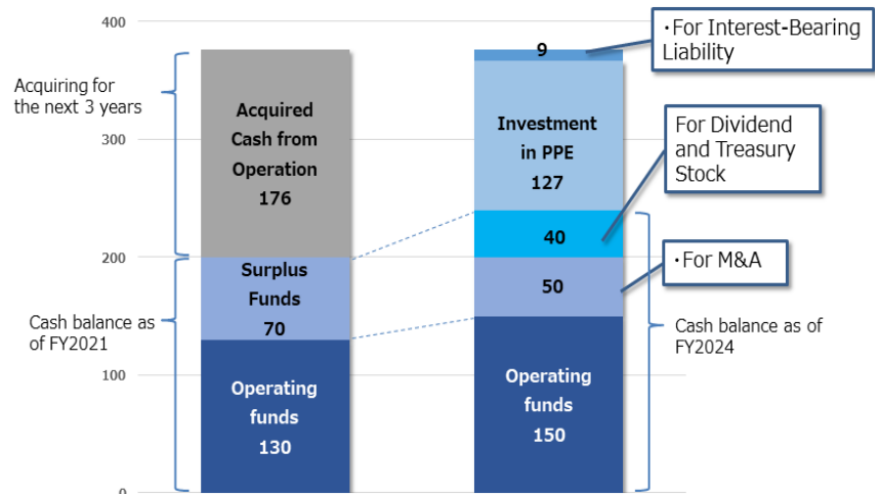 400
300
200
100
0
Acquiring for
the next 3 years
Cash balance as
of FY2021
Acquired
Cash from
Operation
176
Surplus
Funds
70
Operating
funds
130
9
Investment
in PPE
127
40
50
Operating
funds
150
・For Interest-Bearing
Liability
For Dividend
and Treasury
Stock
・For M&A
Cash balance as of
FY2024